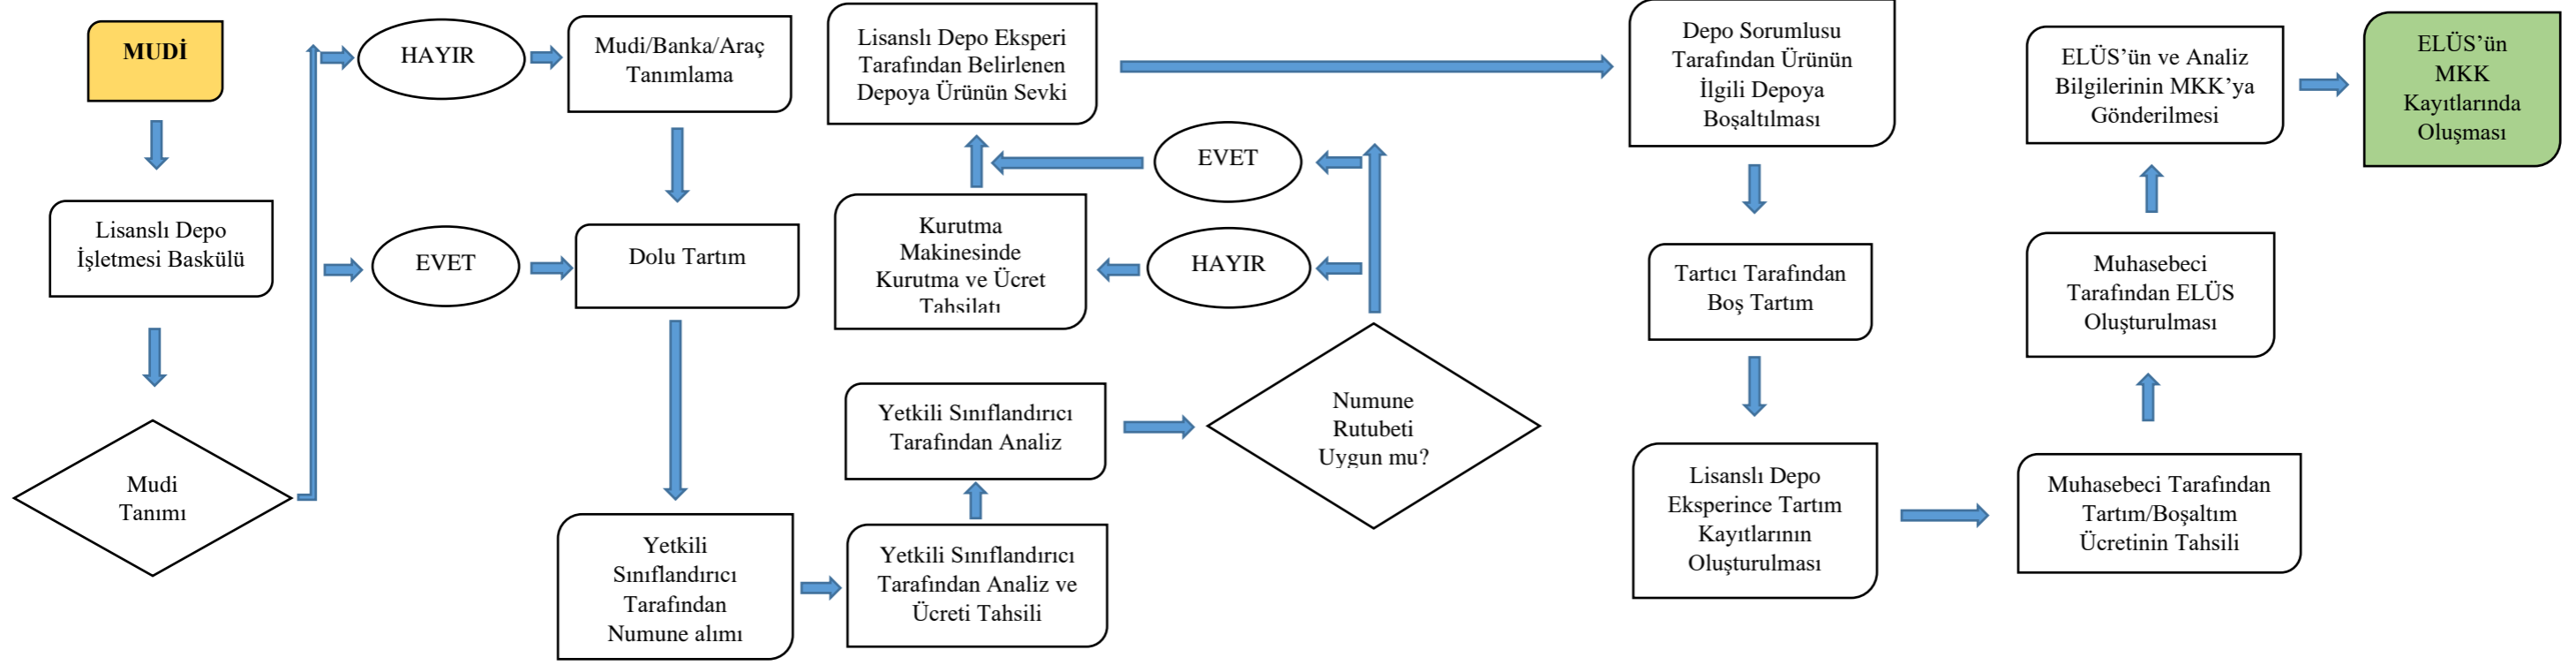 MUDİ
Lisanslı Depo
İşletmesi Baskülü
Mudi
Tanımı
HAYIR
EVET
Mudi/Banka/Araç
Tanımlama
Dolu Tartım
Yetkili
Sınıflandırıcı
Tarafından
Numune alımı
Yetkili Sınıflandırıcı
Tarafından Analiz ve
Ücreti Tahsili
Yetkili Sınıflandırıcı
Tarafından Analiz
Numune
Rutubeti
Uygun mu?
EVET
HAYIR
Kurutma
Makinesinde
Kurutma ve Ücret
Tahsilatı
Lisanslı Depo Eksperi
Tarafından Belirlenen
Depoya Ürünün Sevki
Depo Sorumlusu
Tarafından Ürünün
İlgili Depoya
Boşaltılması
Tartıcı Tarafından
Boş Tartım
Lisanslı Depo
Eksperince Tartım
Kayıtlarının
Oluşturulması
Muhasebeci Tarafından
Tartım/Boşaltım
Ücretinin Tahsili
Muhasebeci
Tarafından ELÜS
Oluşturulması
ELÜS’ün ve Analiz
Bilgilerinin MKK’ya
Gönderilmesi
ELÜS’ün
MKK
Kayıtlarında
Oluşması